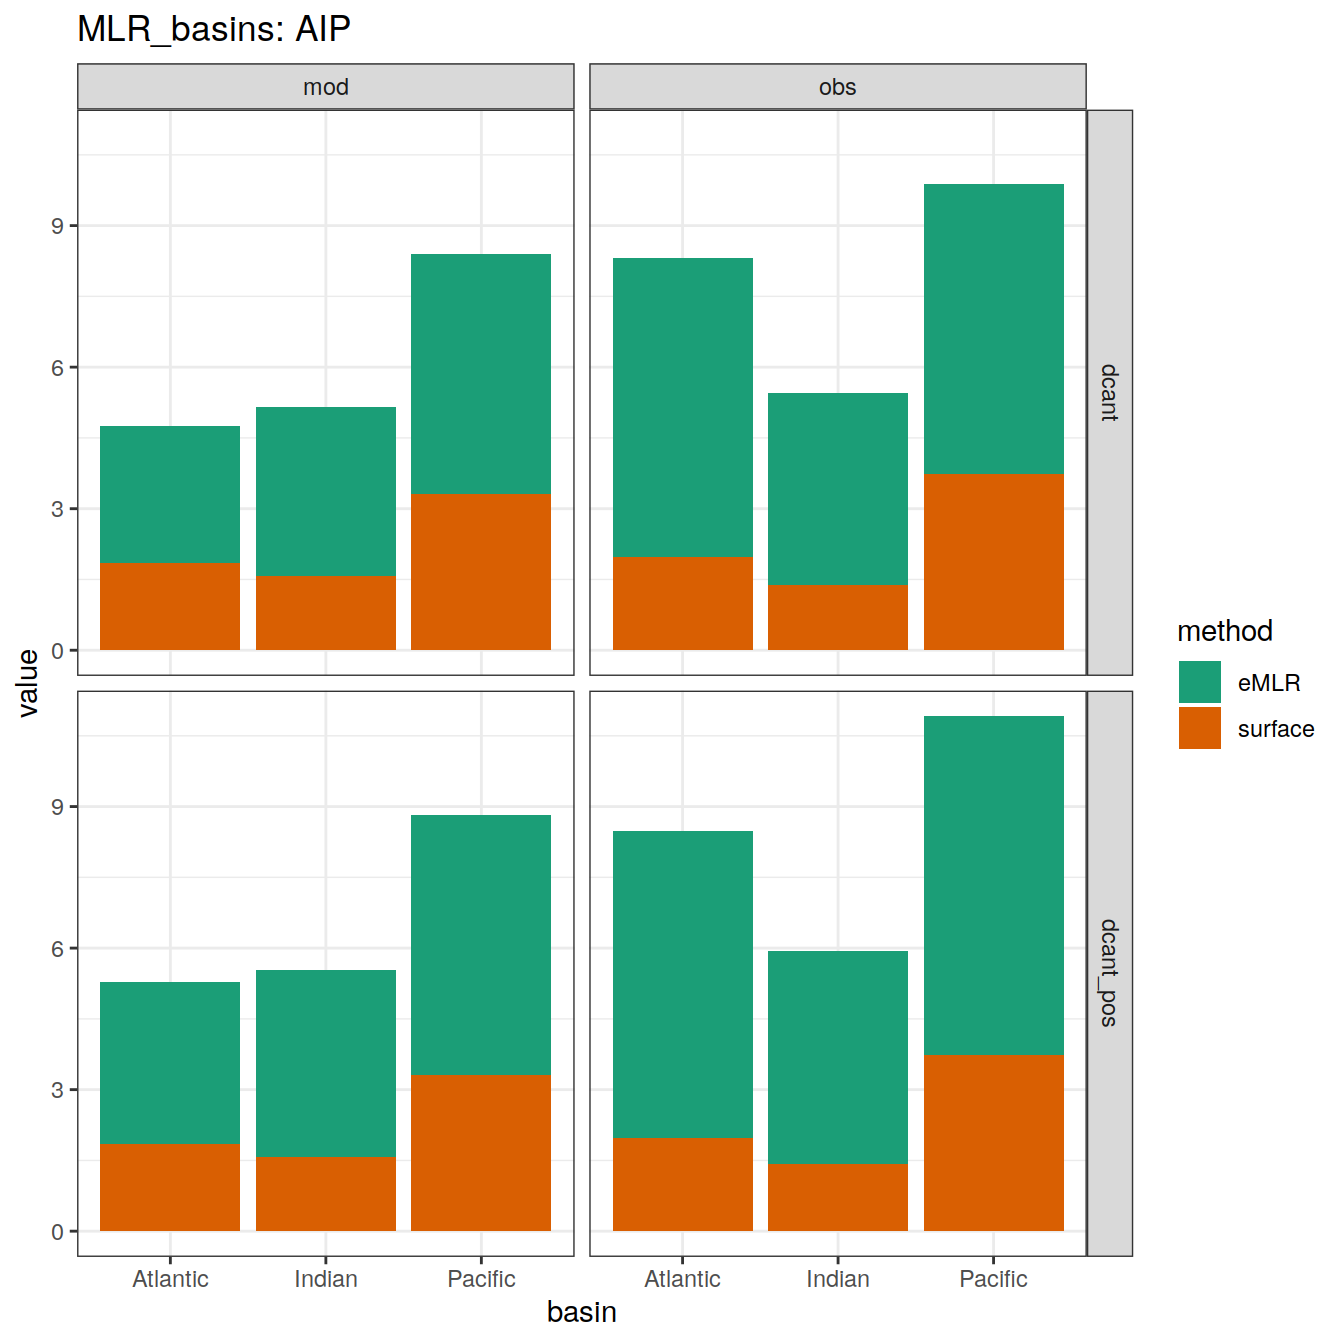 MLR_basins: AIP
mod
obs
9
6
3
0
dcant
9
6
3
0
dcant_pos
value
Atlantic
Indian
Pacific
Atlantic
Indian
Pacific
basin
method
eMLR
surface